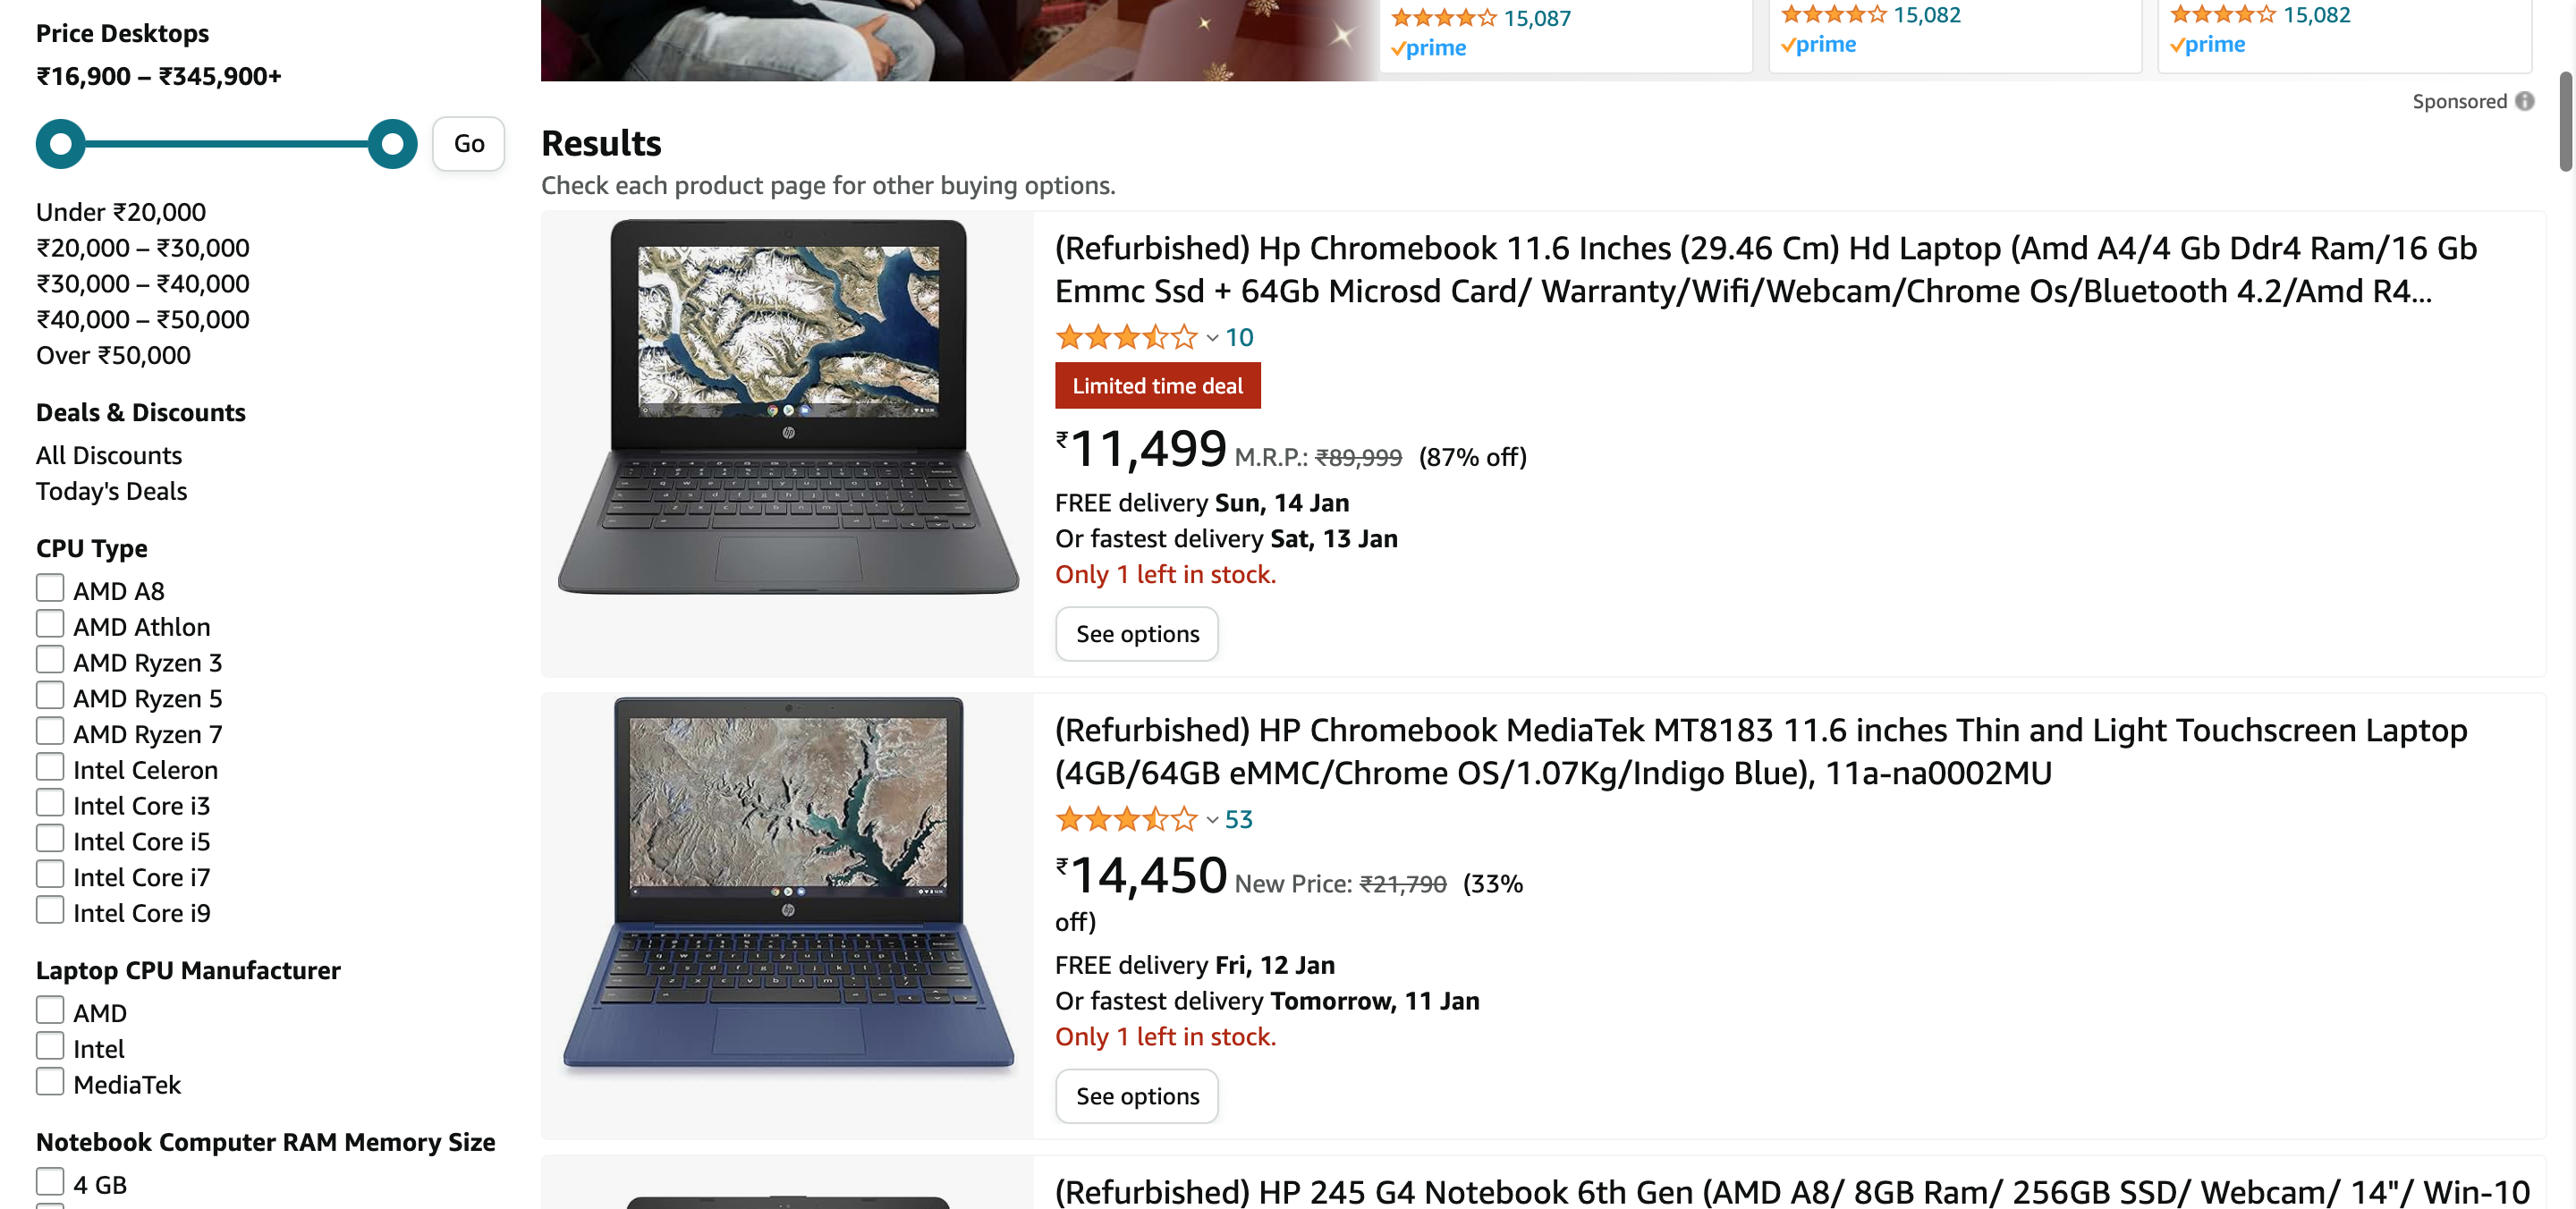 Price Desktops
₹16,900 – ₹345,900+
Go
Under ₹20,000
₹20,000 – ₹30,000
₹30,000 – ₹40,000
₹40,000 – ₹50,000
Over ₹50,000
Deals & Discounts
All Discounts
Today's Deals
CPU Type
AMD A8
AMD Athlon
AMD Ryzen 3
AMD Ryzen 5
AMD Ryzen 7
Intel Celeron
Intel Core i3
Intel Core i5
Intel Core i7
Intel Core i9
Laptop CPU Manufacturer
AMD
Intel
MediaTek
Notebook Computer RAM Memory Size
4 GB
15,087
prime
15,082
prime
15,082
prime
Sponsored
Results
Check each product page for other buying options.
(Refurbished) Hp Chromebook 11.6 Inches (29.46 Cm) Hd Laptop (Amd A4/4 Gb Ddr4 Ram/16 Gb
Emmc Ssd + 64Gb Microsd Card/ Warranty/Wifi/Webcam/Chrome Os/Bluetooth 4.2/Amd R4...
10
Limited time deal
₹11,499 M.R.P.: ₹89,999 (87% off)
FREE delivery Sun, 14 Jan
Or fastest delivery Sat, 13 Jan
Only 1 left in stock.
See options
(Refurbished) HP Chromebook MediaTek MT8183 11.6 inches Thin and Light Touchscreen Laptop
(4GB/64GB eMMC/Chrome OS/1.07Kg/Indigo Blue), 11a-na0002MU
53
₹14,450 New Price: ₹21,790 (33%
off)
FREE delivery Fri, 12 Jan
Or fastest delivery Tomorrow, 11 Jan
Only 1 left in stock.
See options
(Refurbished) HP 245 G4 Notebook 6th Gen (AMD A8/ 8GB Ram/ 256GB SSD/ Webcam/ 14"/ Win-10